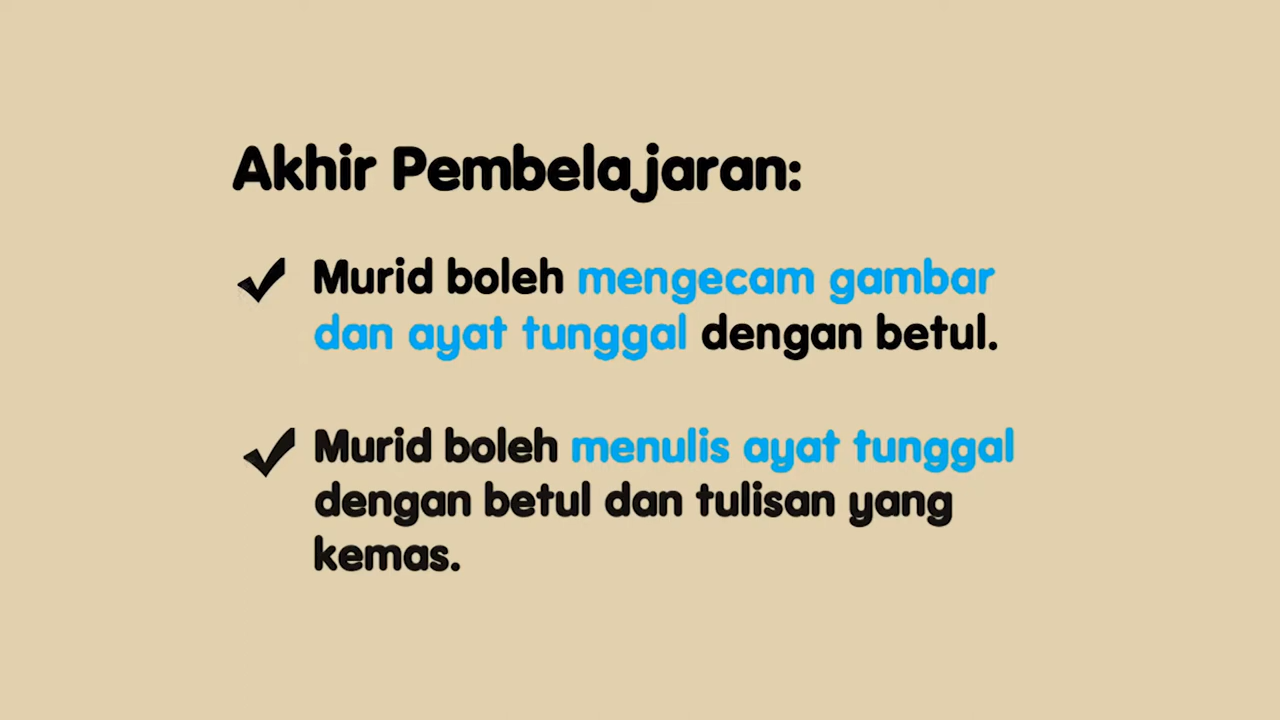 Akhir Pembelajaran:
Murid boleh mengecam gambar
dan ayat tunggal dengan betul.
Murid boleh menulis ayat tunggal
dengan betul dan tulisan yang
kemas.